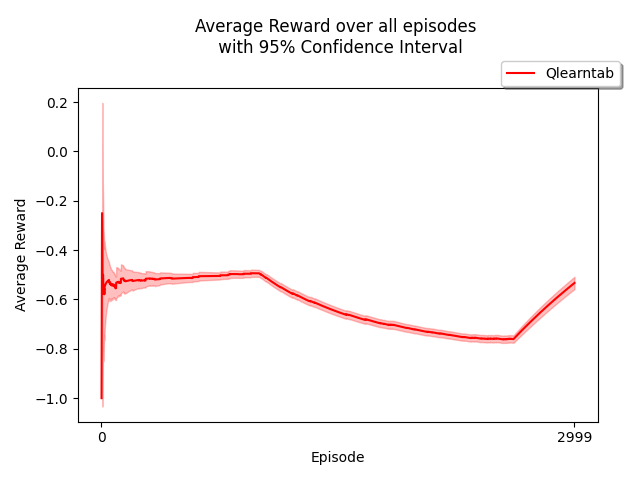 Average Reward over all episodes
with 95% Confidence Interval
Qlearntab
0.2
0.0
−0.2
−0.4
−0.6
−0.8
−1.0
Average Reward
0
2999
Episode